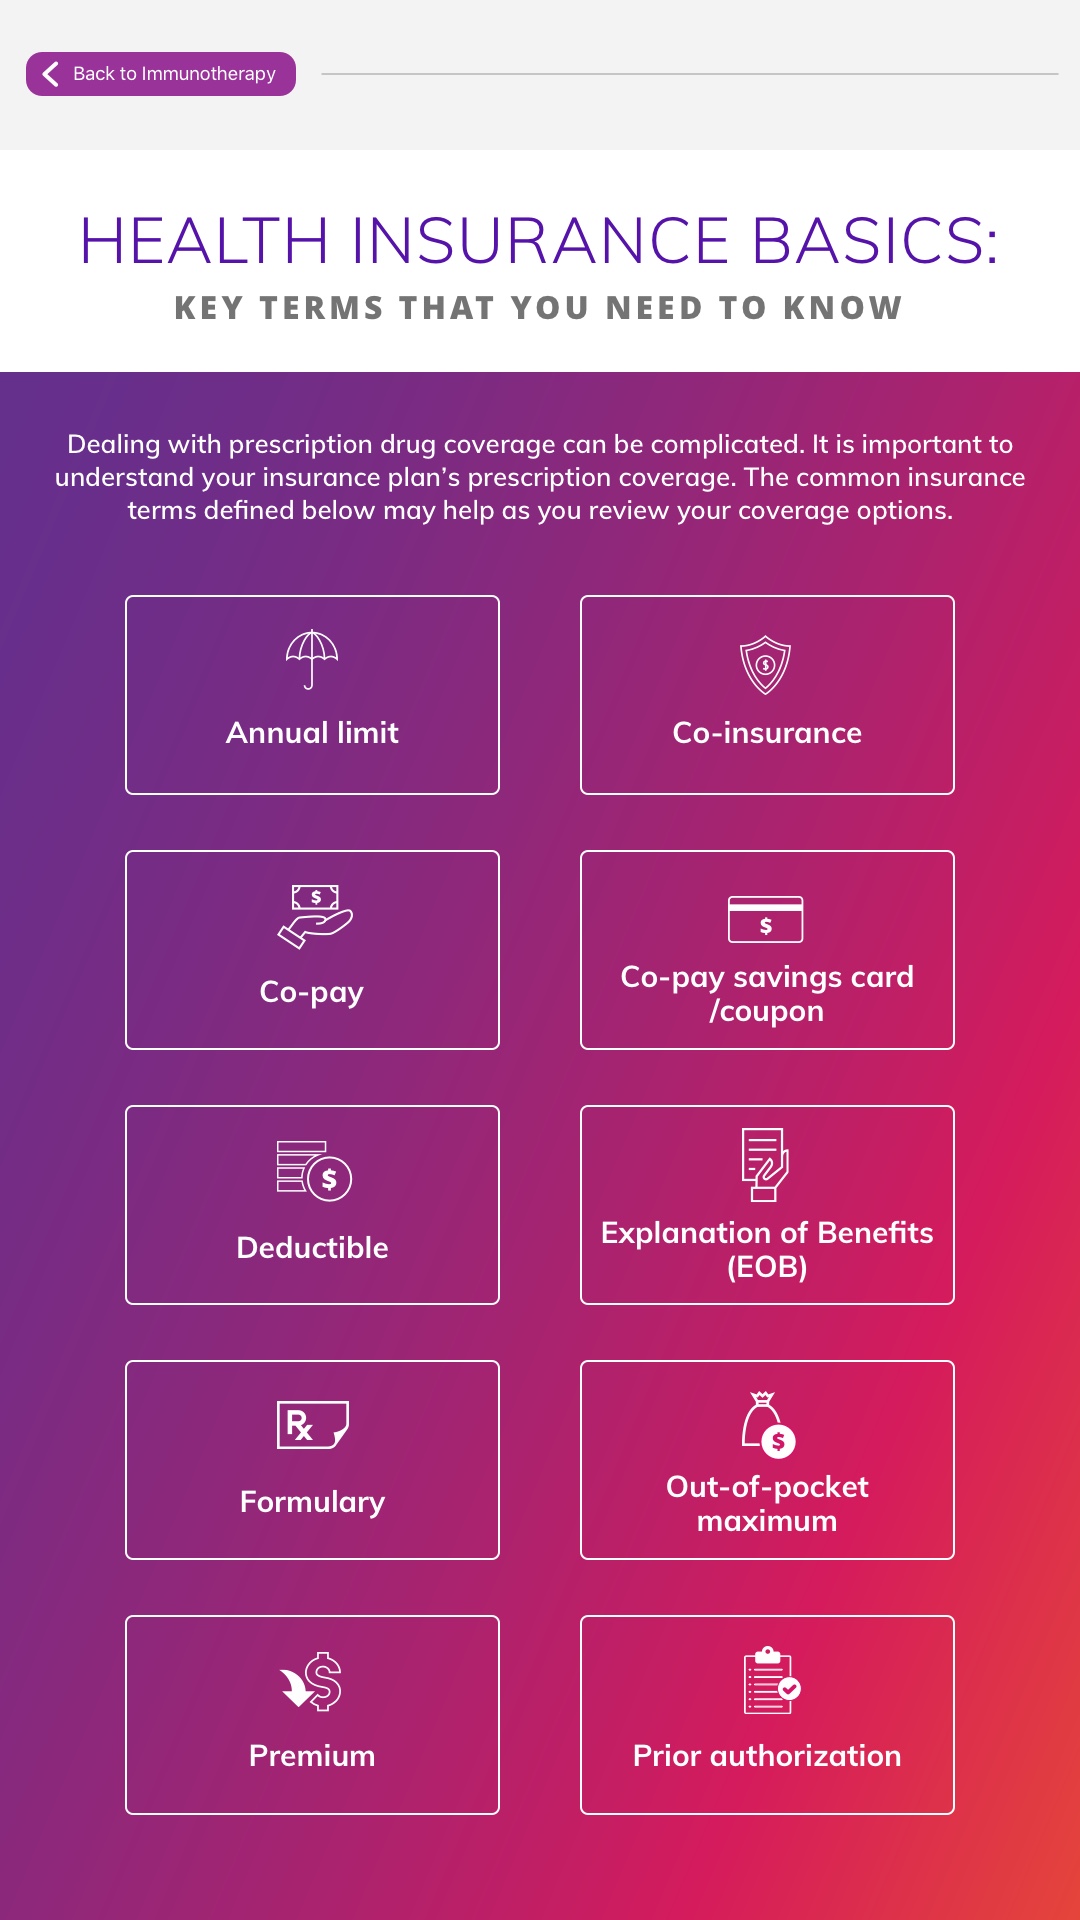 Back to Immunotherapy
HEALTH INSURANCE BASICS:
KEY TERMS THAT YOU NEED TO KNOW
Dealing with prescription drug coverage can be complicated. It is important to
understand your insurance plan’s prescription coverage. The common insurance
terms defined below may help as you review your coverage options.
$
Annual limit
Co-insurance
$
$
Co-pay
Co-pay savings card
/coupon
$
Deductible
Explanation of Benefits
(EOB)
Rx
$
Formulary
Out-of-pocket
maximum
$
Premium
Prior authorization